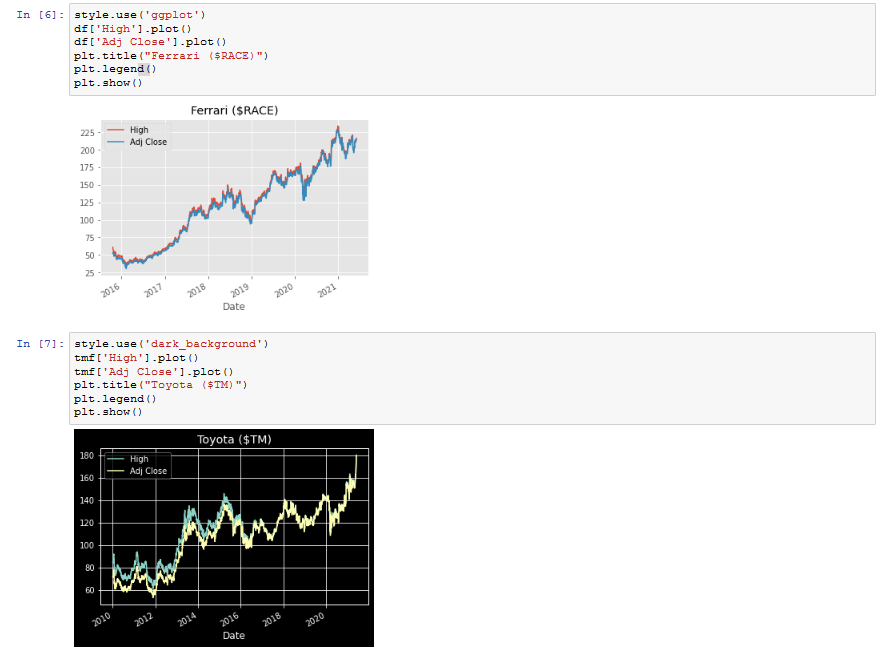 In [6]: style.use('ggplot')
df['High'].plot()
df['Adj Close'].plot()
plt.title("Ferrari ($RACE)")
plt.legend()
plt.show()
Ferrari ($RACE)
High
Adj Close
225
200
175
150
125
100
75
50
25
2016 2017 2018 2019 2020 2021
Date
In [7]: style.use('dark_background')
tmf['High'].plot()
tmf['Adj Close'].plot()
plt.title("Toyota ($TM)")
plt.legend()
plt.show()
Toyota ($TM)
High
Adj Close
180
160
140
120
100
80
60
2010 2012 2014 2016 2018 2020
Date